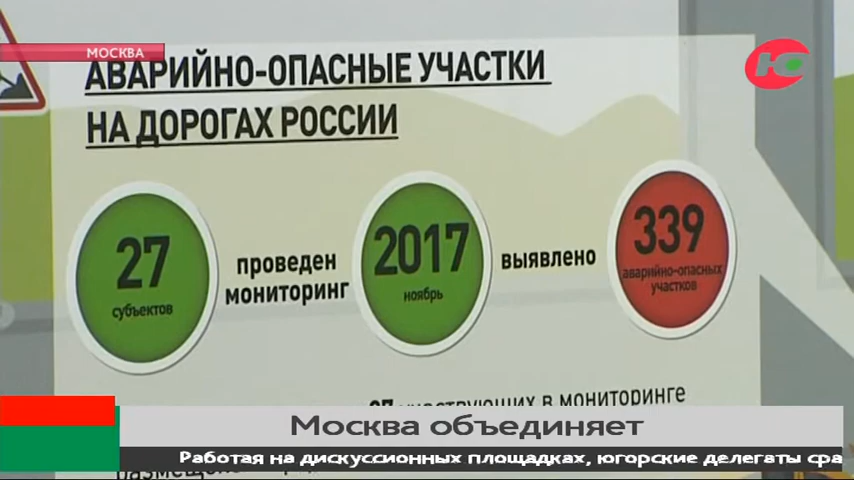 МОСКВА
АВАРИЙНО-ОПАСНЫЕ УЧАСТКИ
НА ДОРОГАХ РОССИИ
27
субъектов
проведен
мониторинг
2017
ноябрь
выявлено
339
аварийно-опасных
участков
Ю
в мониторинге
Москва объединяет
Работая на дискуссионных площадках, югорские делегаты сра